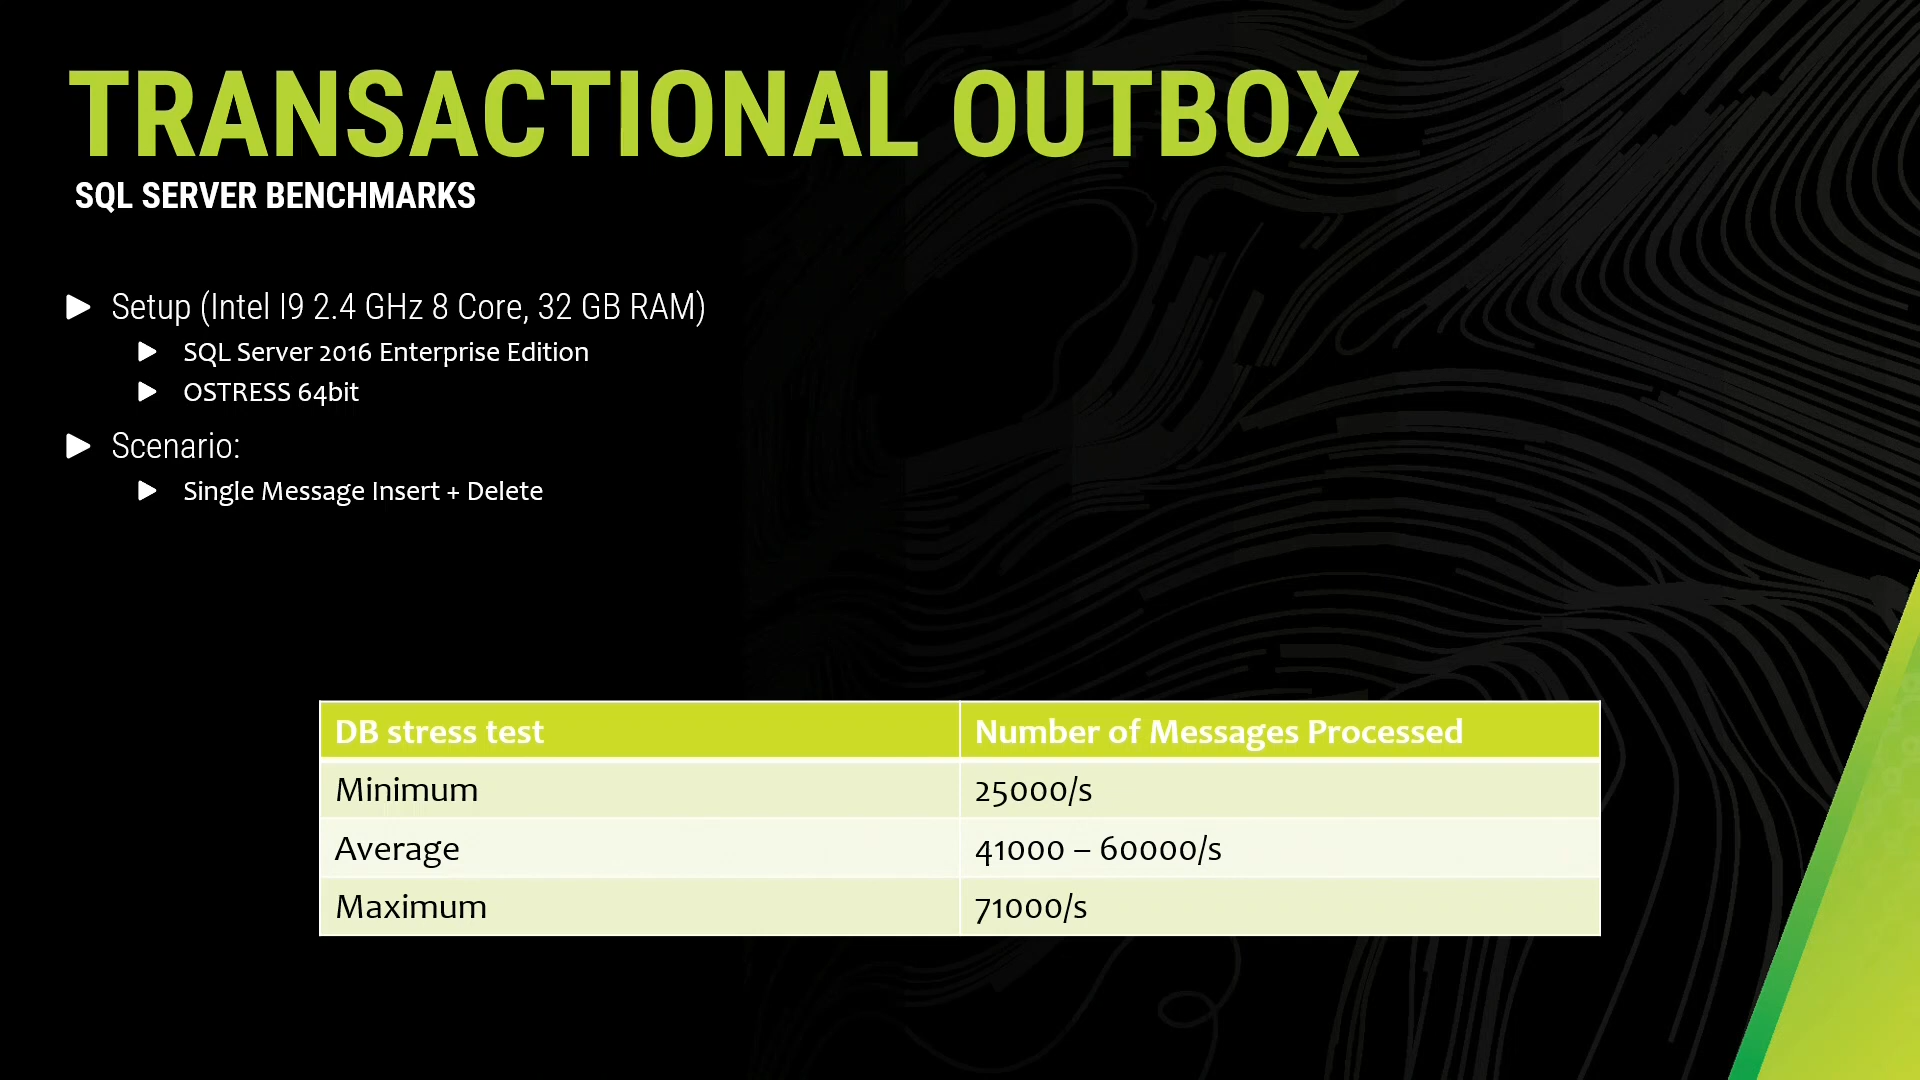 TRANSACTIONAL OUTBOX
SQL SERVER BENCHMARKS
Setup (Intel I9 2.4 GHz 8 Core, 32 GB RAM)
SQL Server 2016 Enterprise Edition
OSTRESS 64bit
Scenario:
Single Message Insert + Delete
DB stress test Number of Messages Processed
Minimum 25000/s
Average 41000 – 60000/s
Maximum 71000/s